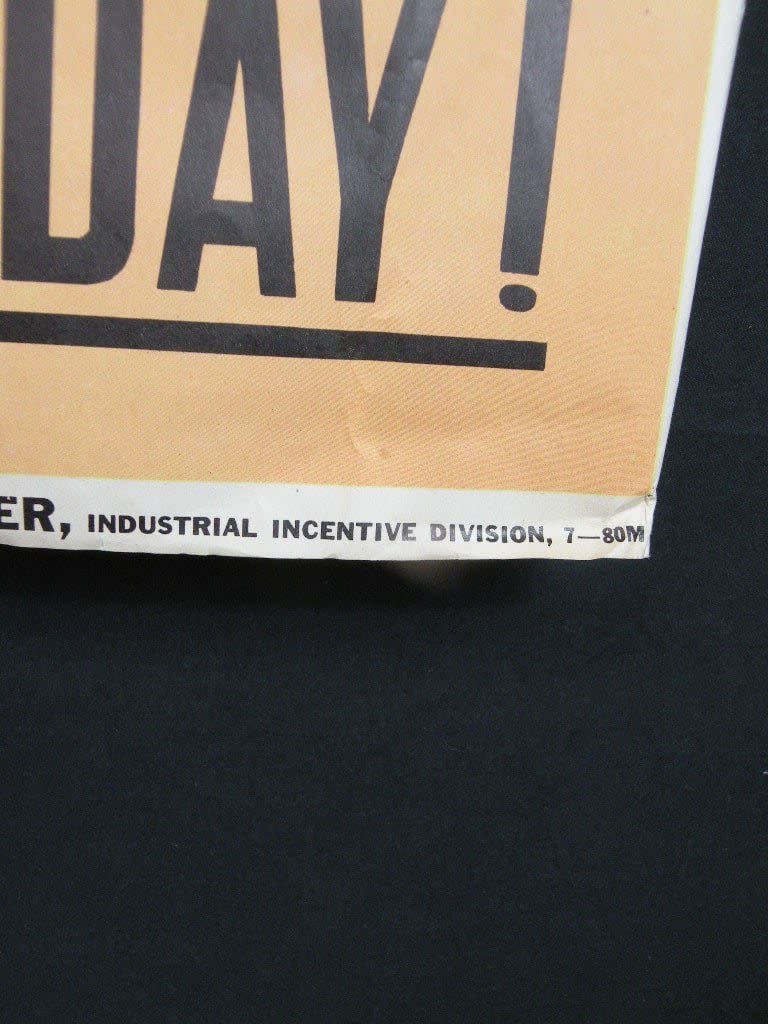 DAY!
ER, INDUSTRIAL INCENTIVE DIVISION, 7—80M